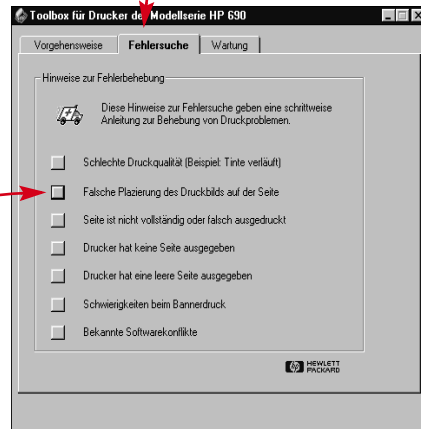 Toolbox für Drucker der Modellserie HP 690
Vorgehensweise
Fehlersuche
Wartung
Hinweise zur Fehlerbehebung
Diese Hinweise zur Fehlersuche geben eine schrittweise
Anleitung zur Behebung von Druckproblemen.
Schlechte Druckqualität (Beispiel: Tinte verläuft)
Falsche Plazierung des Druckbilds auf der Seite
Seite ist nicht vollständig oder falsch ausgedruckt
Drucker hat keine Seite ausgegeben
Drucker hat eine leere Seite ausgegeben
Schwierigkeiten beim Bannerdruck
Bekannte Softwarekonflikte
hp HEWLETT
PACKARD